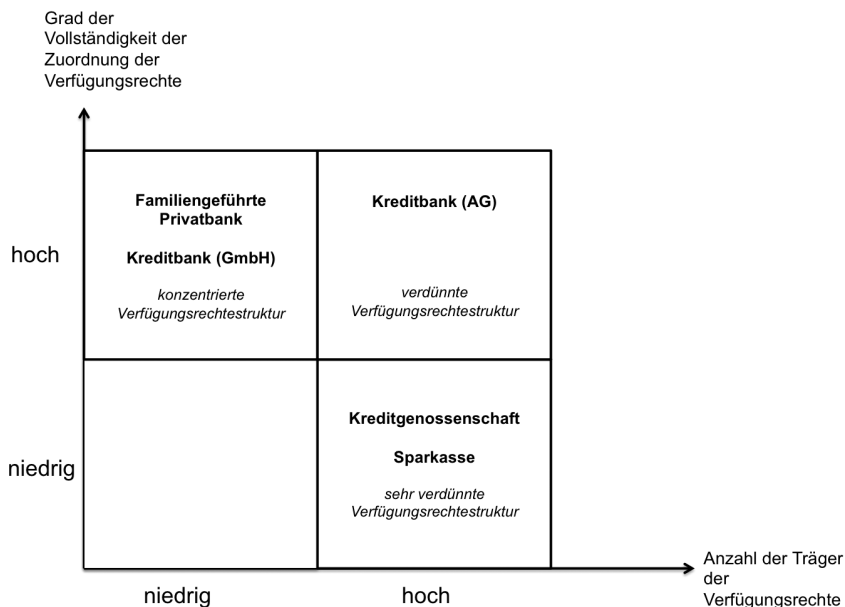 Grad der
Vollständigkeit der
Zuordnung der
Verfügungsrechte
hoch
Familiengeführte
Privatbank
Kreditbank (GmbH)
konzentrierte
Verfügungsrechtestruktur
Kreditbank (AG)
verdünnte
Verfügungsrechtestruktur
niedrig
Kreditgenossenschaft
Sparkasse
sehr verdünnte
Verfügungsrechtestruktur
niedrig
hoch
Anzahl der Träger
der
Verfügungsrechte